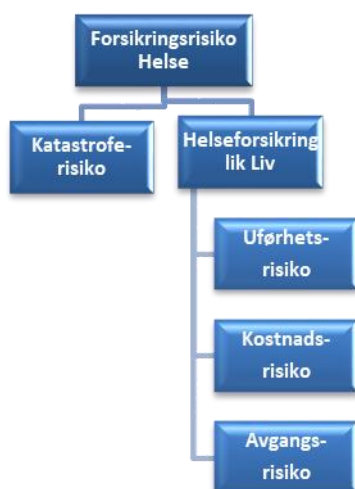 Forsikringsrisiko
Helse
Katastrofe-
risiko
Helseforsikring
lik Liv
Uførhets-
risiko
Kostnads-
risiko
Avgangs-
risiko